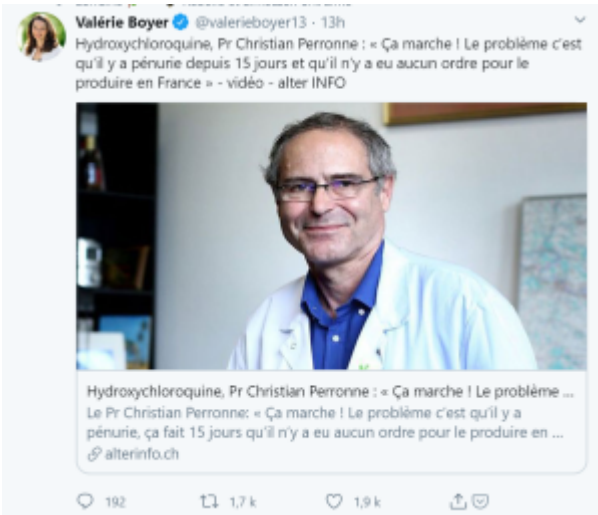 Valérie Boyer @valerieboyer13 · 13h
Hydroxychloroquine, Pr Christian Perronne : « Ça marche ! Le problème c'est
qu'il y a pénurie depuis 15 jours et qu'il n'y a eu aucun ordre pour le
produire en France » - vidéo - alter INFO
Hydroxychloroquine, Pr Christian Perronne : « Ça marche ! Le problème ...
Le Pr Christian Perronne: « Ça marche ! Le problème c'est qu'il y a
pénurie, ça fait 15 jours qu'il n'y a eu aucun ordre pour le produire en ...
alterinfo.ch
192 1,7 k 1,9 k